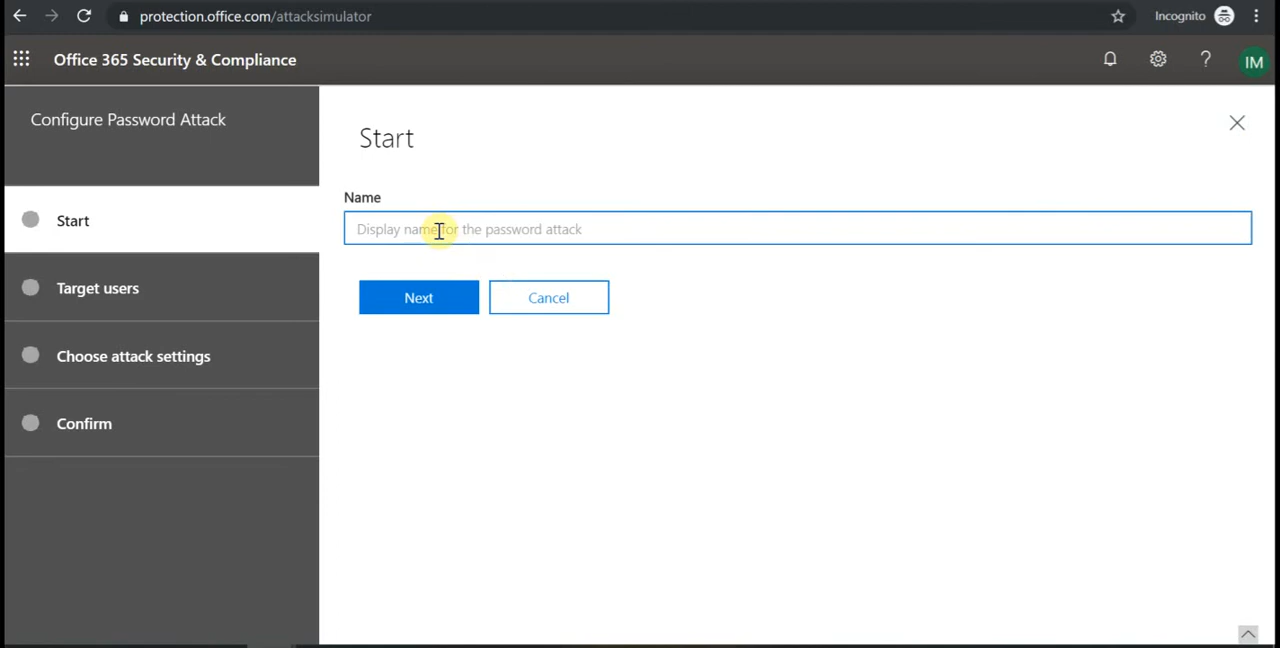 protection.office.com/attacksimulator
Incognito
Office 365 Security & Compliance
?
IM
Configure Password Attack
Start
Target users
Choose attack settings
Confirm
Start
Name
Display name for the password attack
Next
Cancel